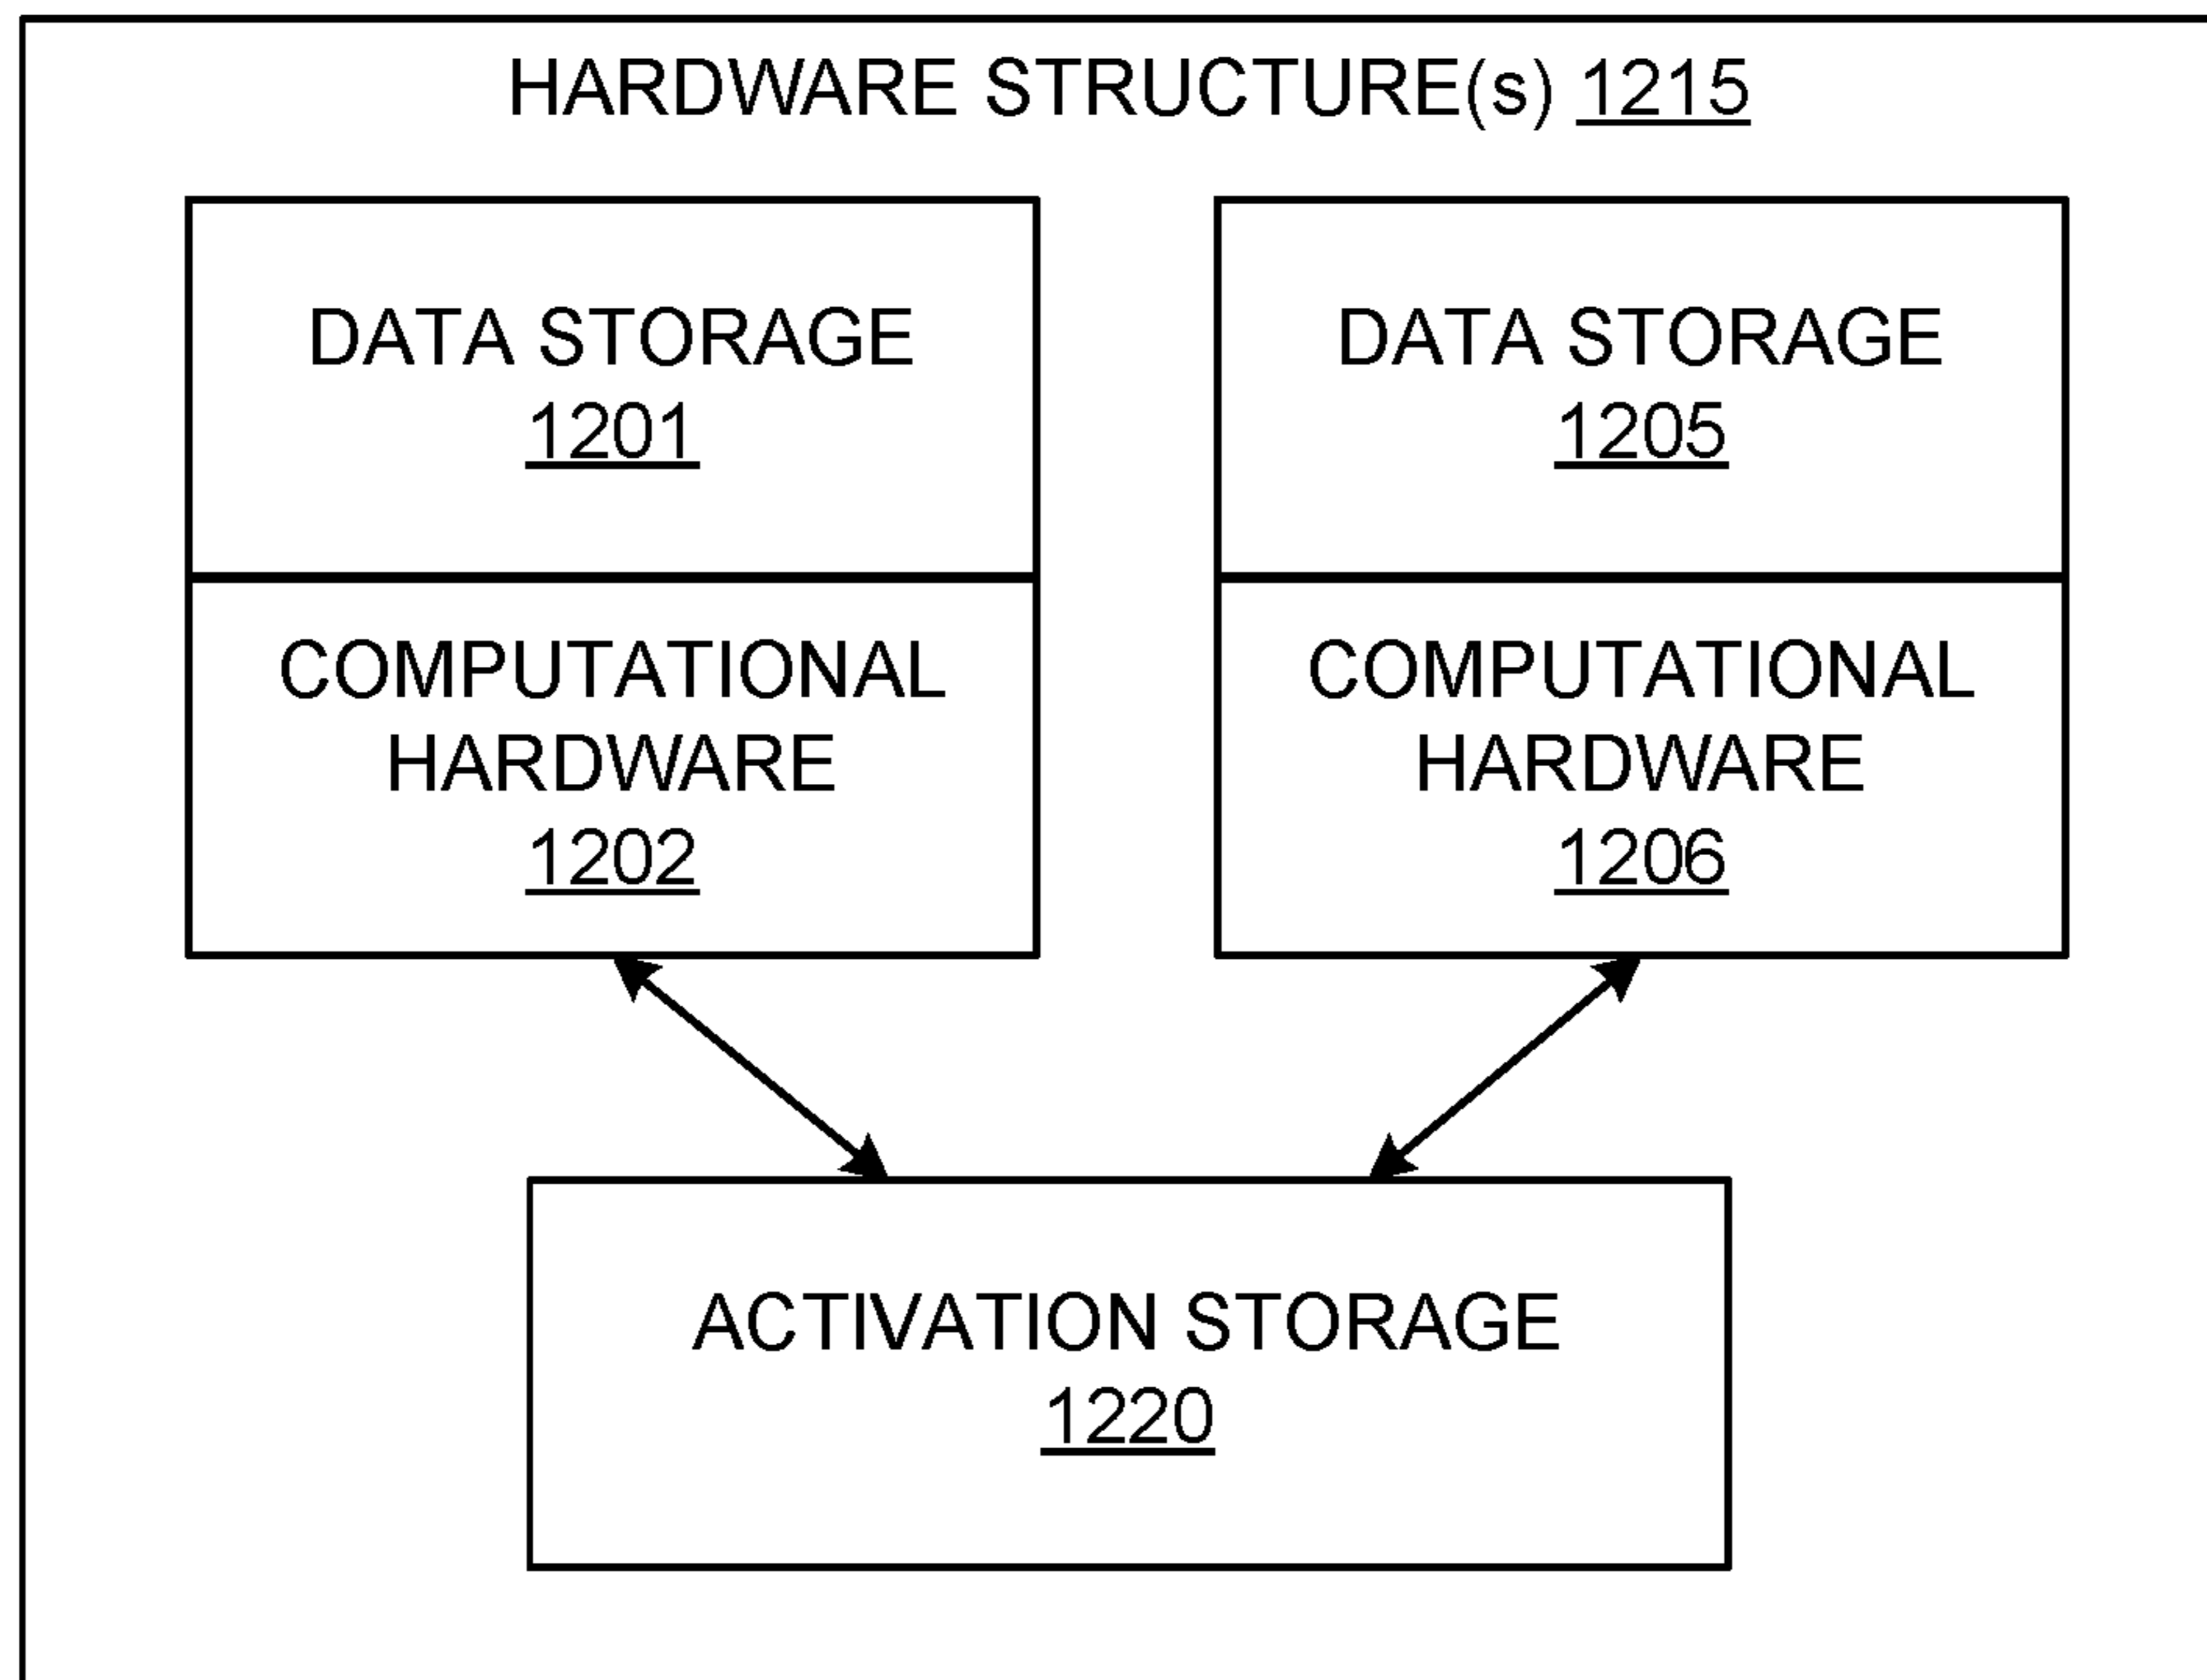 HARDWARE STRUCTURE(s) 1215
DATA STORAGE
1201
COMPUTATIONAL
HARDWARE
1202
DATA STORAGE
1205
COMPUTATIONAL
HARDWARE
1206
ACTIVATION STORAGE
1220